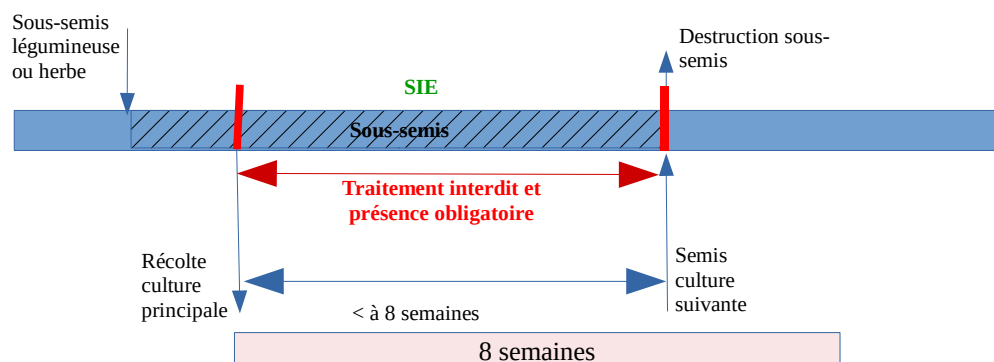 Sous-semis
légumineuse
ou herbe
Destruction sous-
semis
SIE
Sous-semis
Traitement interdit et
présence obligatoire
Récolte
culture
principale
Semis
culture
suivante
< à 8 semaines
8 semaines